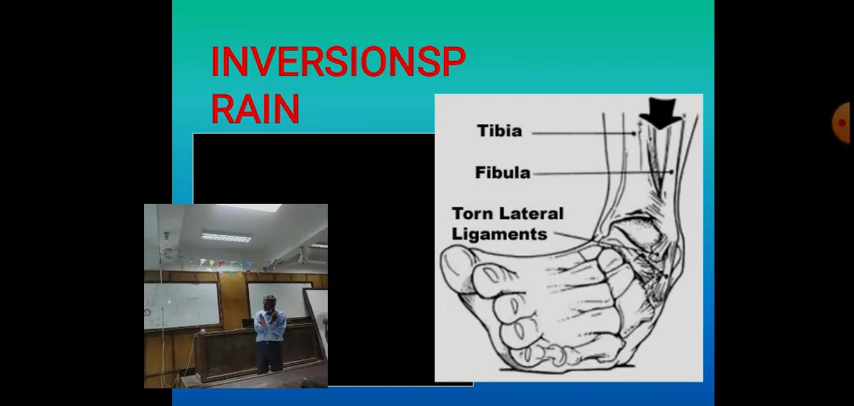 INVERSIONSP
RAIN
Tibia
Fibula
Torn Lateral
Ligaments